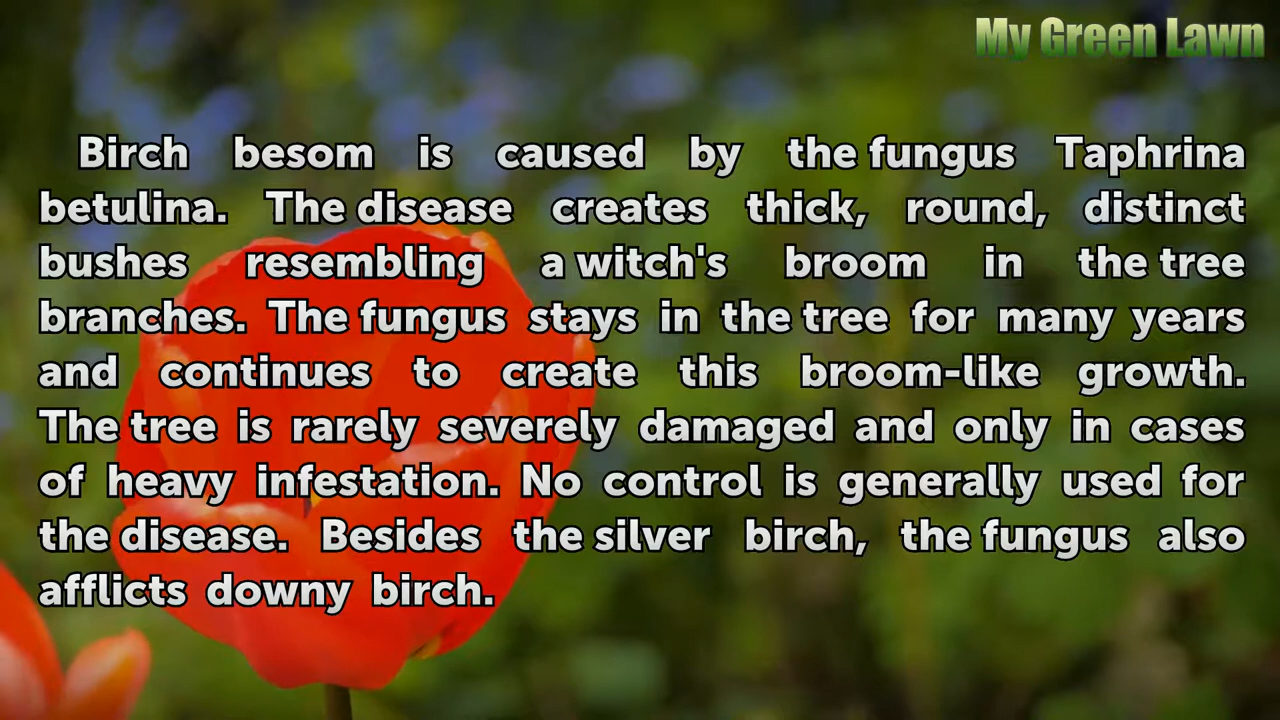 My Green Lawn
Birch besom is caused by the fungus Taphrina
betulina. The disease creates thick, round, distinct
bushes resembling a witch's broom in the tree
branches. The fungus stays in the tree for many years
and continues to create this broom-like growth.
The tree is rarely severely damaged and only in cases
of heavy infestation. No control is generally used for
the disease. Besides the silver birch, the fungus also
afflicts downy birch.